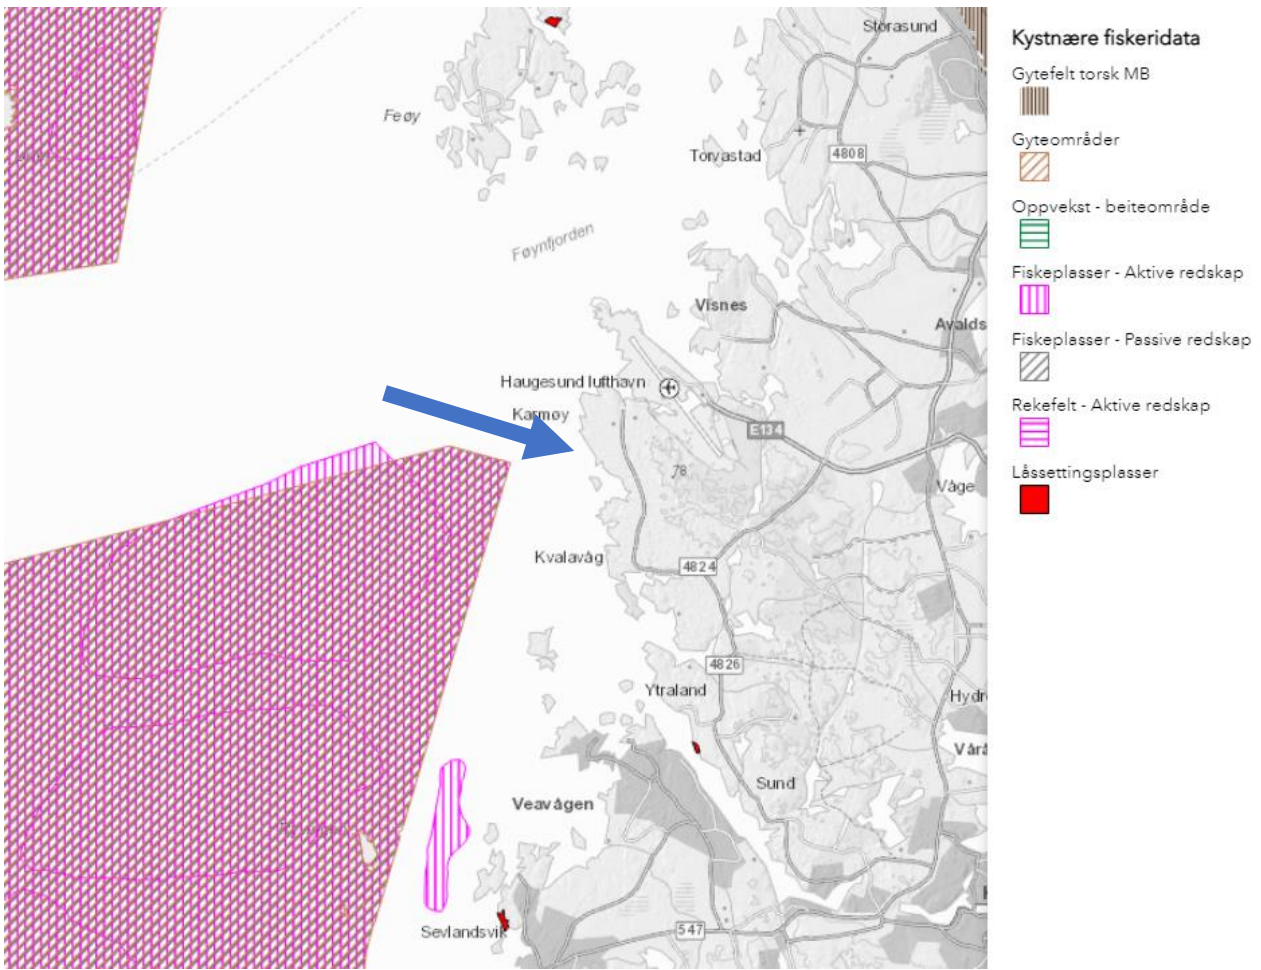 Storasund
Feøy
Torvastad
4808
Føynfjorden
Visnes
Avalds
Haugesund lufthavn
Karmøy
E134
78
Våge
Kvalavåg
4824
4826
Ytraland
Hydr
Vårå
Sund
Veavågen
Sevlandsvik
547
Kystnære fiskeridata
Gytefelt torsk MB
Gyteområder
Oppvekst - beiteområde
Fiskeplasser - Aktive redskap
Fiskeplasser - Passive redskap
Rekefelt - Aktive redskap
Låssettingsplasser